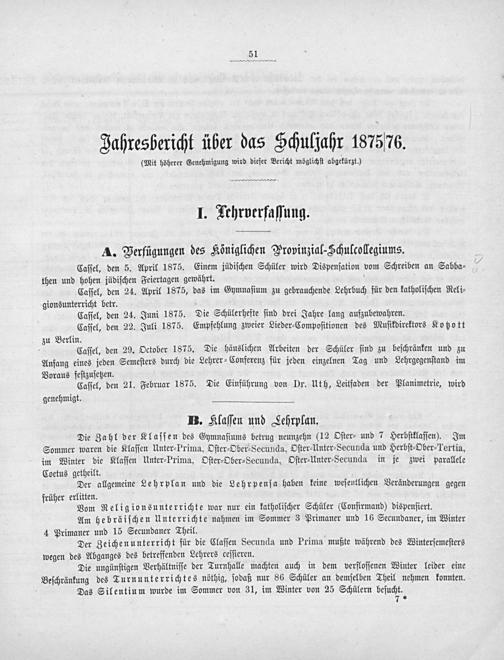 51
Jahresbericht über das Schuljahr 1875/76.
(Mit höherer Genehmigung wird dieser Bericht möglichst abgekürzt.)
I. Lehrverfassung.
A. Verfügungen des Königlichen Provinzial-Schulcollegiums.
Cassel, den 5. April 1875. Einem jüdischen Schüler wird Dispensation vom Schreiben an Sabba-
then und hohen jüdischen Feiertagen gewährt.
Cassel, den 24. April 1875, das im Gymnasium zu gebrauchende Lehrbuch für den katholischen Reli-
gionsunterricht betr.
Cassel, den 24. Juni 1875. Die Schülerhefte sind drei Jahre lang aufzubewahren.
Cassel, den 22. Juli 1875. Empfehlung zweier Lieder-Compositionen des Musikdirektors Kotzott
zu Berlin.
Cassel, den 29. October 1875. Die häuslichen Arbeiten der Schüler sind zu beschränken und zu
Anfang eines jeden Semesters durch die Lehrer-Conferenz für jeden einzelnen Tag und Lehrgegenstand im
Voraus festzusetzen.
Cassel, den 21. Februar 1875. Die Einführung von Dr. Uth, Leitfaden der Planimetrie, wird
genehmigt.
B. Klassen und Lehrplan.
Die Zahl der Klassen des Gymnasiums betrug neunzehn (12 Oster- und 7 Herbstklassen). Im
Sommer waren die Klassen Unter-Prima, Oster-Ober-Secunda, Oster-Unter-Secunda und Herbst-Ober-Tertia,
im Winter die Klassen Unter-Prima, Oster-Ober-Secunda, Oster-Unter-Secunda in je zwei parallele
Coetus getheilt.
Der allgemeine Lehrplan und die Lehrpensa haben keine wesentlichen Veränderungen gegen
früher erlitten.
Vom Religionsunterrichte war nur ein katholischer Schüler (Confirmand) dispensiert.
Am hebräischen Unterrichte nahmen im Sommer 3 Primaner und 16 Secundaner, im Winter
4 Primaner und 15 Secundaner Theil.
Der Zeichenunterricht für die Classen Secunda und Prima mußte während des Wintersemesters
wegen des Abganges des betreffenden Lehrers cessieren.
Die ungünstigen Verhältnisse der Turnhalle machten auch in dem verflossenen Winter leider eine
Beschränkung des Turnunterrichtes nöthig, sodaß nur 86 Schüler an demselben Theil nehmen konnten.
Das Silentium wurde im Sommer von 31, im Winter von 25 Schülern besucht.
7 *